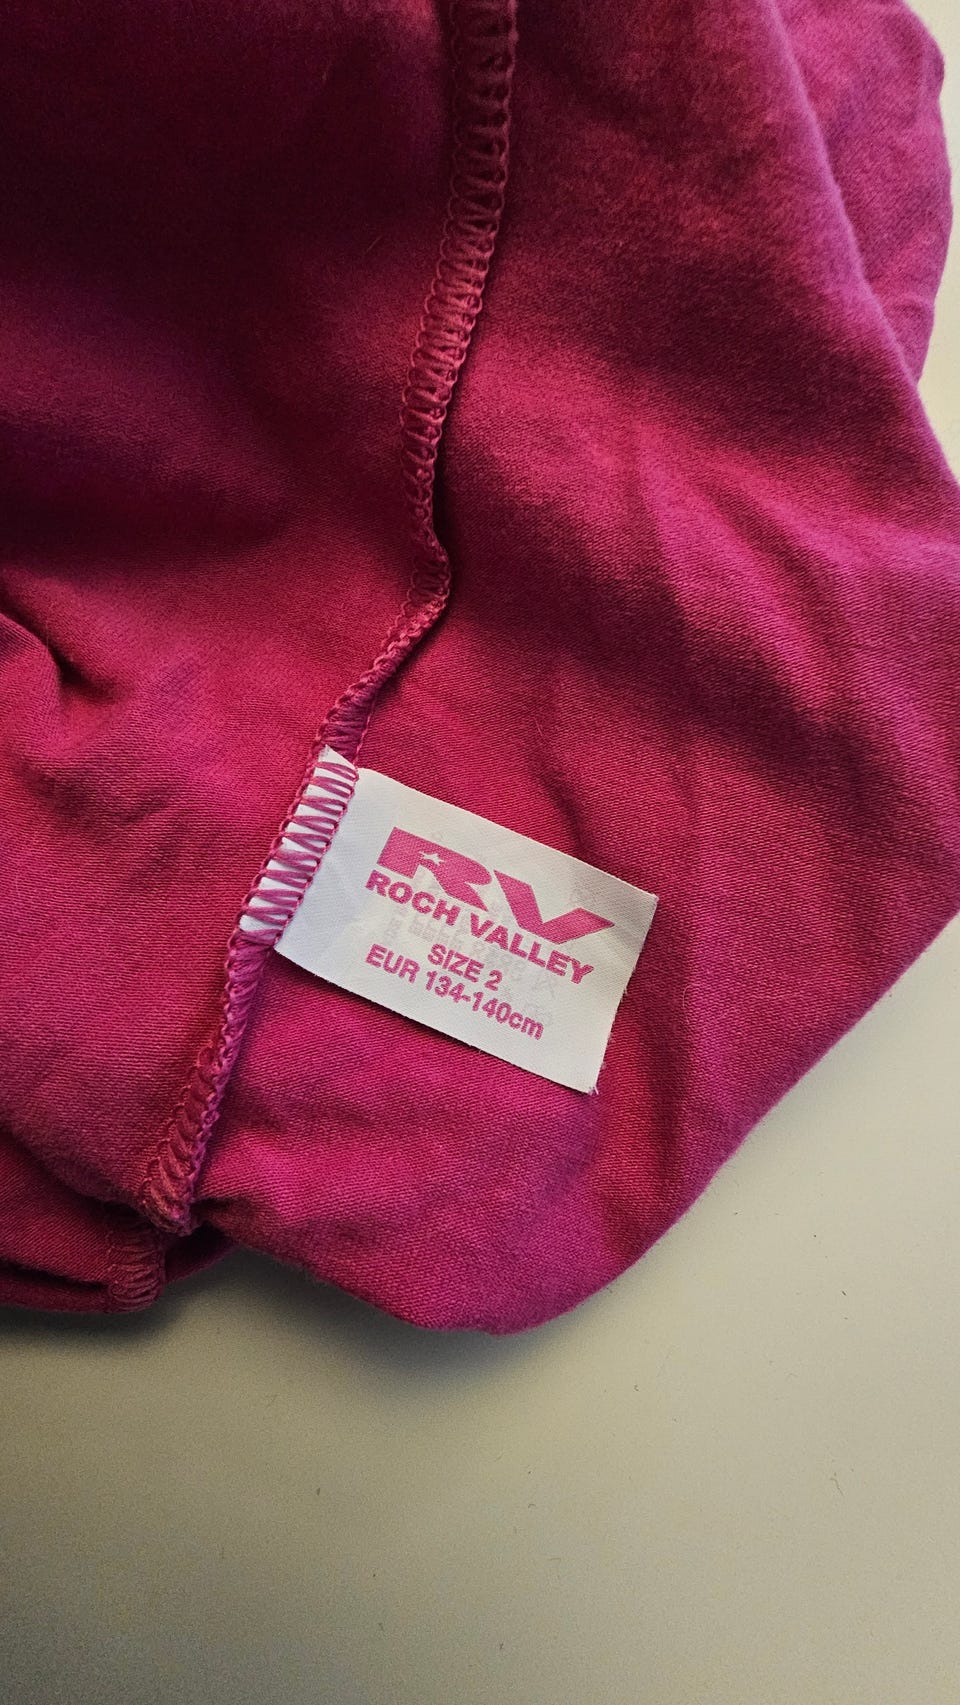 RV
ROCH VALLEY
SIZE 2
EUR 134-140cm